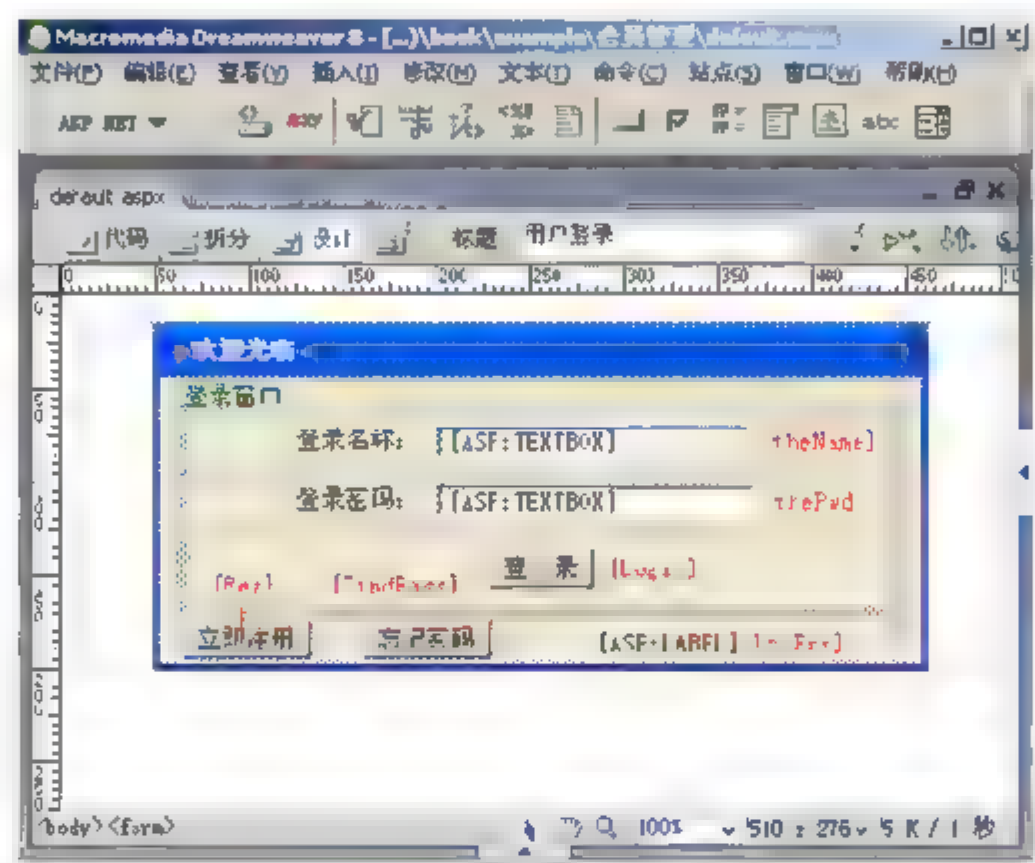 Macromedia Dreamweaver 8 - [...)\book\example\会员管理\default.aspx
文件(F) 编辑(E) 查看(V) 插入(I) 修改(M) 文本(T) 命令(C) 站点(S) 窗口(W) 帮助(H)
ASP.NET
abc
default.aspx
代码 拆分 设计 标题 用户登录
0 50 100 150 200 250 300 350 400 450
欢迎光临
登录窗口
登录名称: [ASP:TEXTBOX] theName]
登录密码: [ASP:TEXTBOX] thePwd
[Reg] 登 录 [Login]
立即注册 忘记密码 [ASP:LABEL]
body><form>
100% 510 x 276 5 K / 1 秒